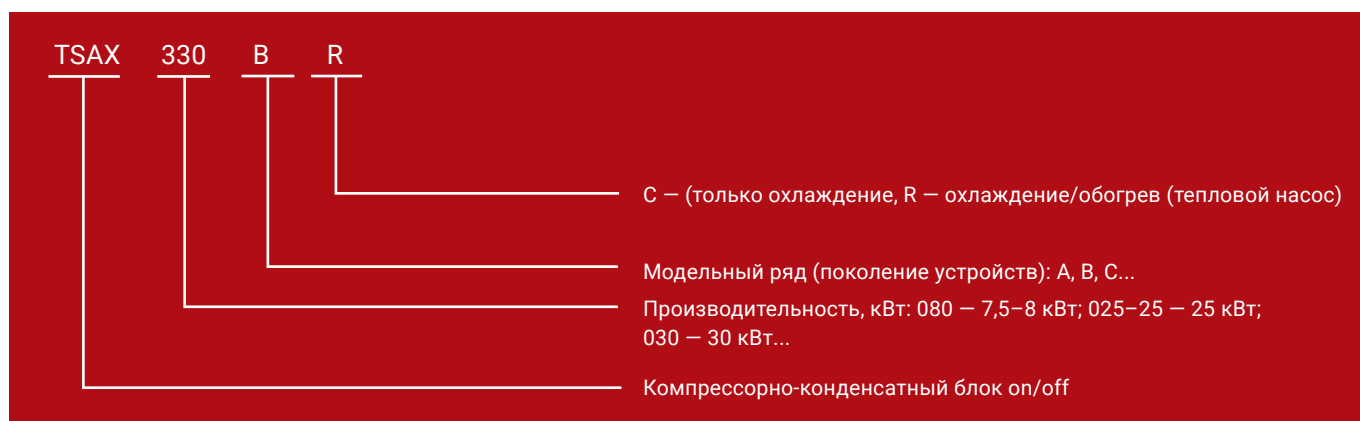 TSAX 330 B R
C — (только охлаждение, R — охлаждение/обогрев (тепловой насос)
Модельный ряд (поколение устройств): A, B, C...
Производительность, кВт: 080 — 7,5–8 кВт; 025–25 — 25 кВт;
030 — 30 кВт...
Компрессорно-конденсатный блок on/off